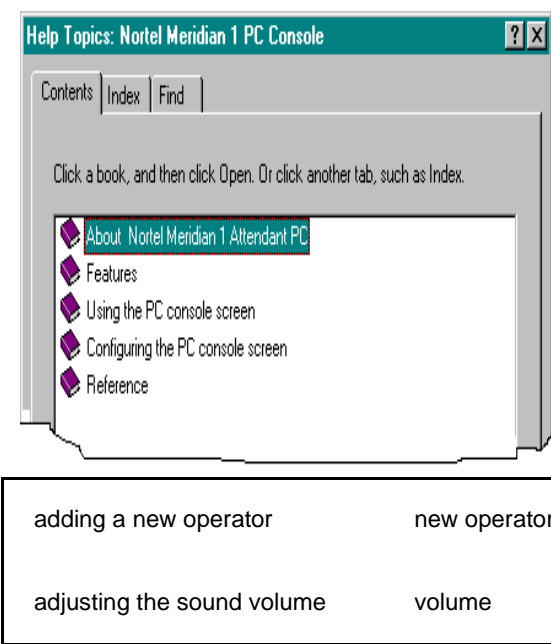 Help Topics: Nortel Meridian 1 PC Console
Contents Index Find
Click a book, and then click Open. Or click another tab, such as Index.
About Nortel Meridian 1 Attendant PC
Features
Using the PC console screen
Configuring the PC console screen
Reference
adding a new operator new operator
adjusting the sound volume volume